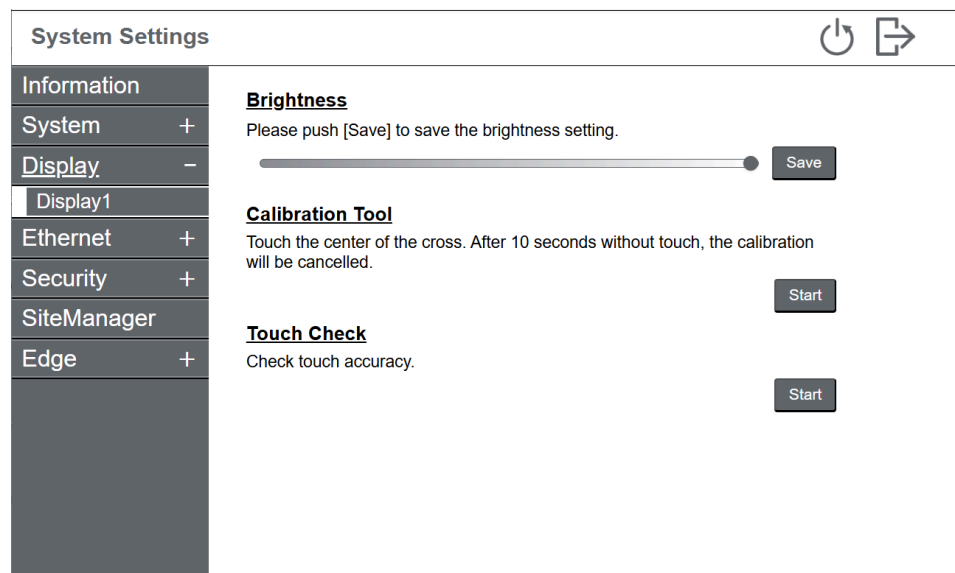 System Settings
Information
System +
Display -
Display1
Ethernet +
Security +
SiteManager
Edge +
Brightness
Please push [Save] to save the brightness setting.
Save
Calibration Tool
Touch the center of the cross. After 10 seconds without touch, the calibration
will be cancelled.
Start
Touch Check
Check touch accuracy.
Start